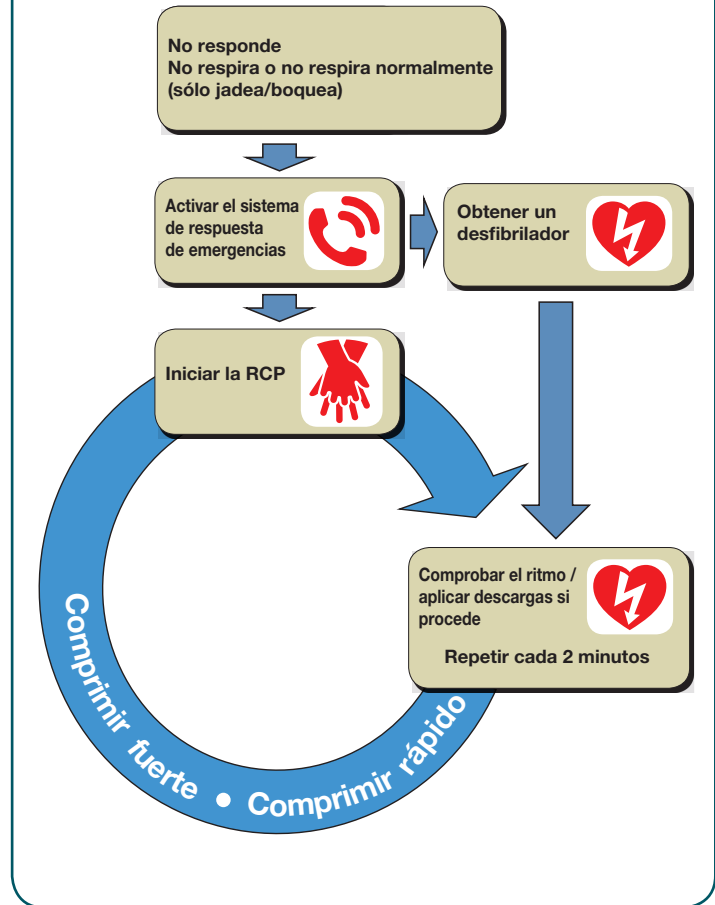 No responde
No respira o no respira normalmente
(sólo jadea/boquea)
Activar el sistema
de respuesta
de emergencias
Obtener un
desfibrilador
Iniciar la RCP
Comprobar el ritmo /
aplicar descargas si
procede
Repetir cada 2 minutos
Comprimir fuerte • Comprimir rápido